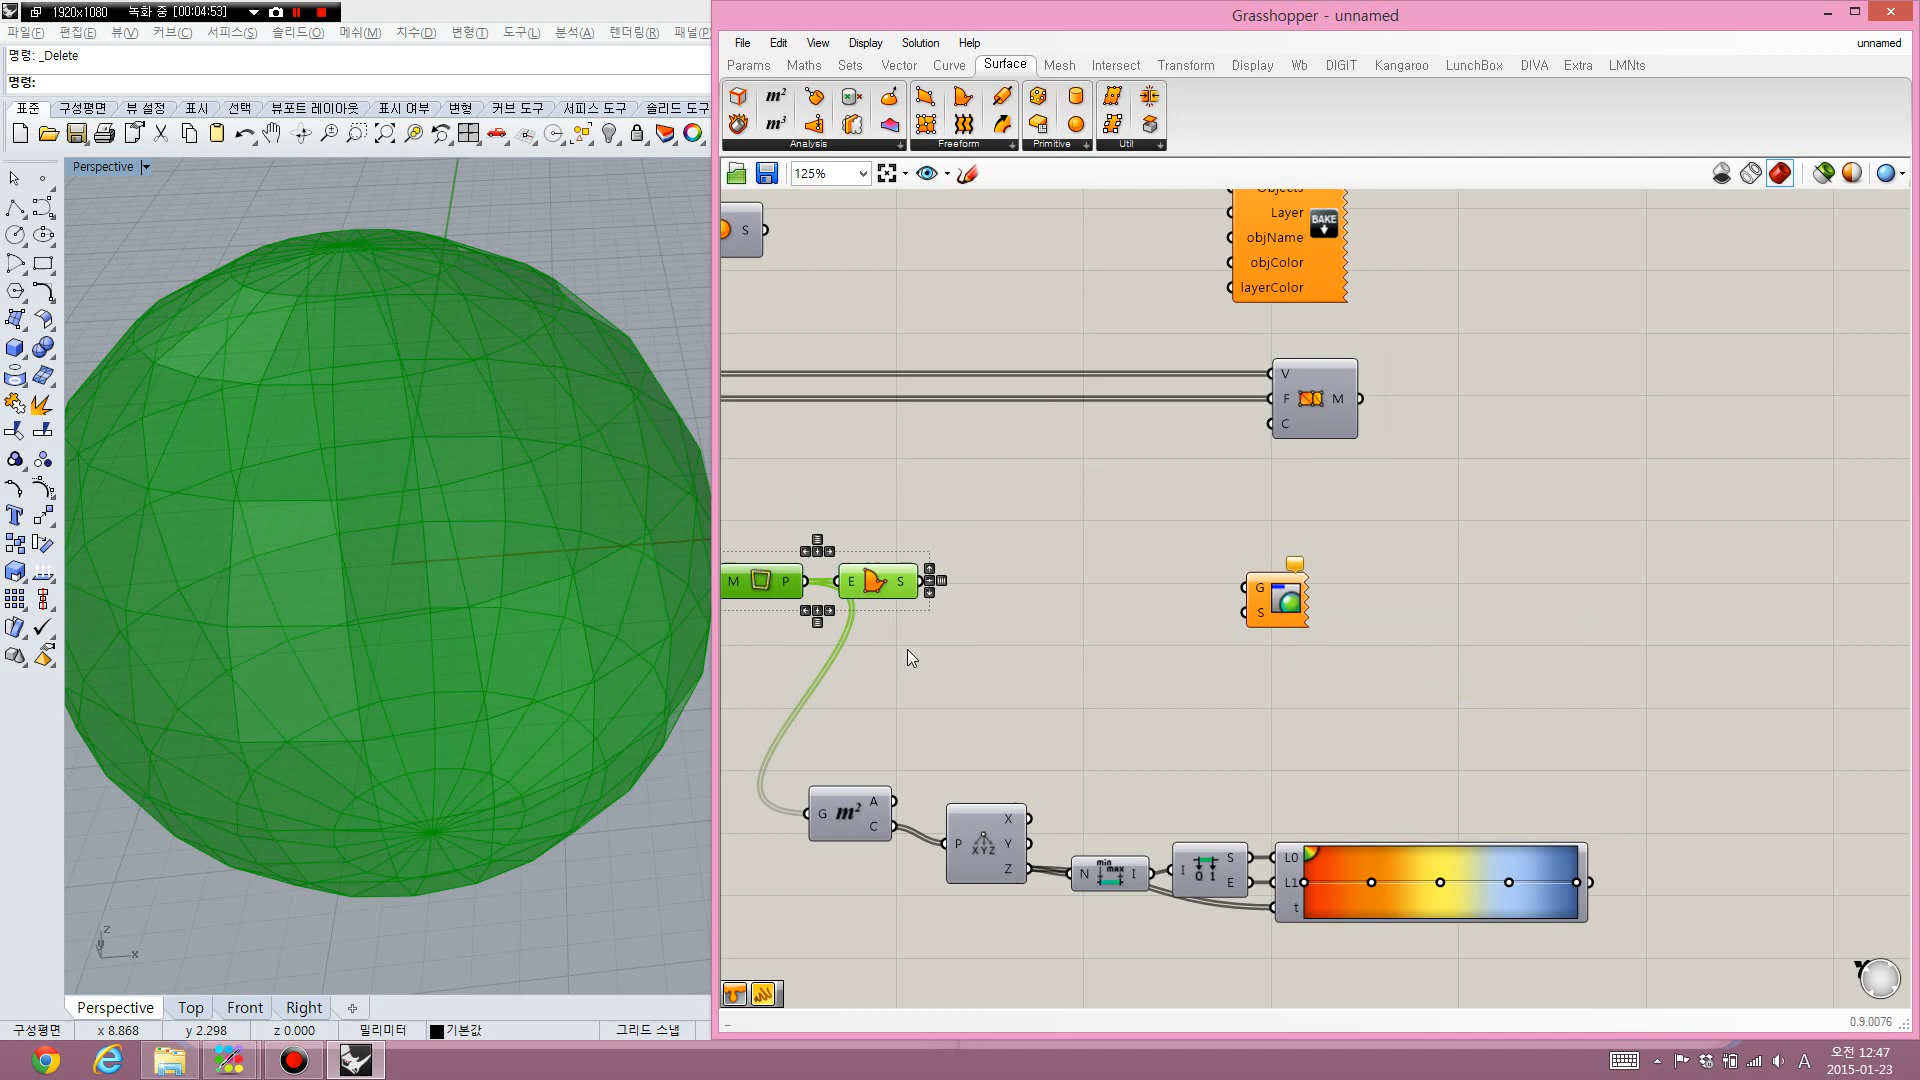 1920x1080 녹화 중 [00:04:53]
파일(F) 편집(E) 뷰(V) 커브(C) 서피스(S) 솔리드(O) 메쉬(M) 치수(D) 변형(T) 도구(L) 분석(A) 렌더링(R) 패널(P)
명령: _Delete
명령:
표준 구성평면 뷰 설정 표시 선택 뷰포트 레이아웃 표시 여부 변형 커브 도구 서피스 도구 솔리드 도구
Perspective
z
y
x
Perspective Top Front Right
구성평면 x 8.868 y 2.298 z 0.000 밀리미터 기본값 그리드 스냅
Grasshopper - unnamed
File Edit View Display Solution Help unnamed
Params Maths Sets Vector Curve Surface Mesh Intersect Transform Display Wb DIGIT Kangaroo LunchBox DIVA Extra LMNts
m²
m³
Analysis Freeform Primitive Util
125%
S
Objects
Layer
BAKE
objName
objColor
layerColor
V
F M
C
M P E S
G
S
G m² A
C
P XYZ X
Y
Z
N min max I
I 0 1 S
E
L0
L1
t
0.9.0076
A
오전 12:47
2015-01-23